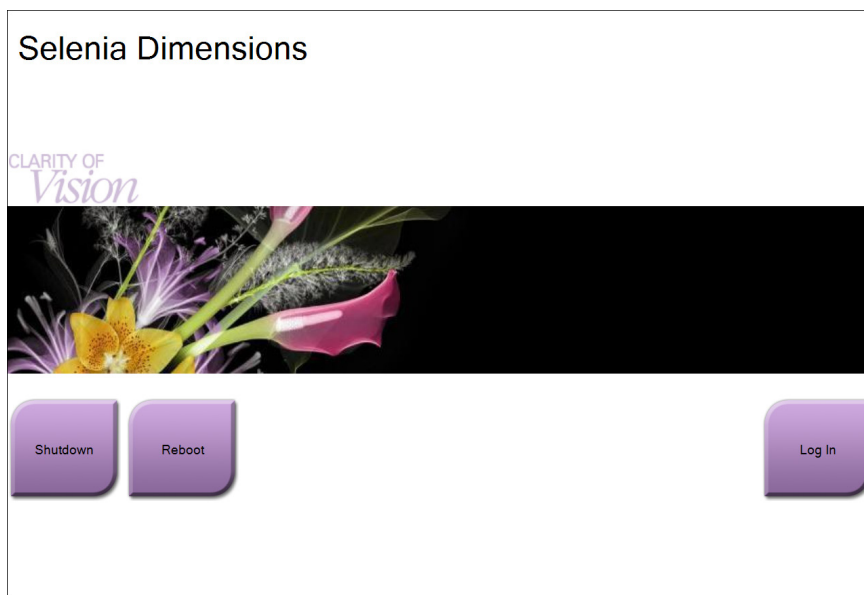 Selenia Dimensions
CLARITY OF
Vision
Shutdown
Reboot
Log In